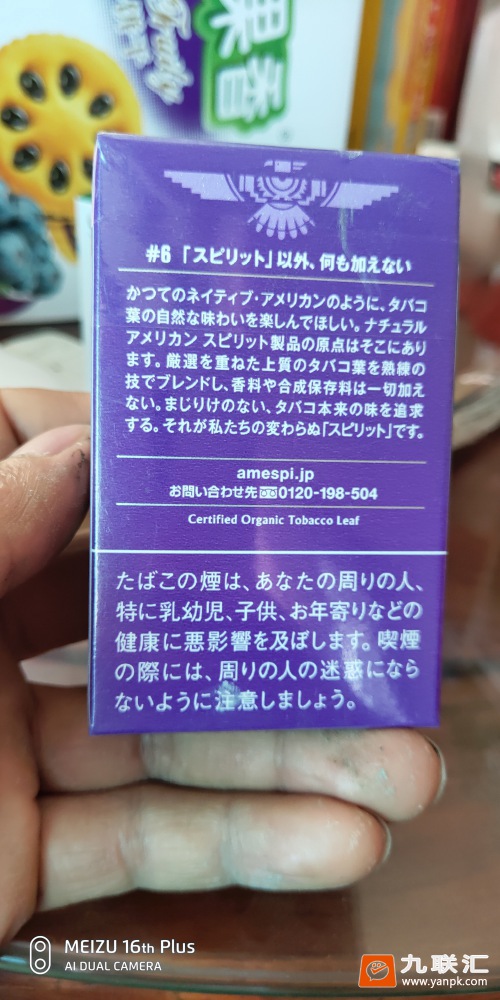 果香
Fruity
#6「スピリット」以外、何も加えない
かつてのネイティブ・アメリカンのように、タバコ
葉の自然な味わいを楽しんでほしい。ナチュラル
アメリカン スピリット製品の原点はそこにあり
ます。厳選を重ねた上質のタバコ葉を熟練の
技でブレンドし、香料や合成保存料は一切加え
ない。まじりけのない、タバコ本来の味を追求
する。それが私たちの変わらぬ「スピリット」です。
amespi.jp
お問い合わせ先 0120-198-504
Certified Organic Tobacco Leaf
たばこの煙は、あなたの周りの人、
特に乳幼児、子供、お年寄りなどの
健康に悪影響を及ぼします。喫煙
の際には、周りの人の迷惑になら
ないように注意しましょう。
MEIZU 16th Plus
AI DUAL CAMERA
九联汇
www.yanpk.com